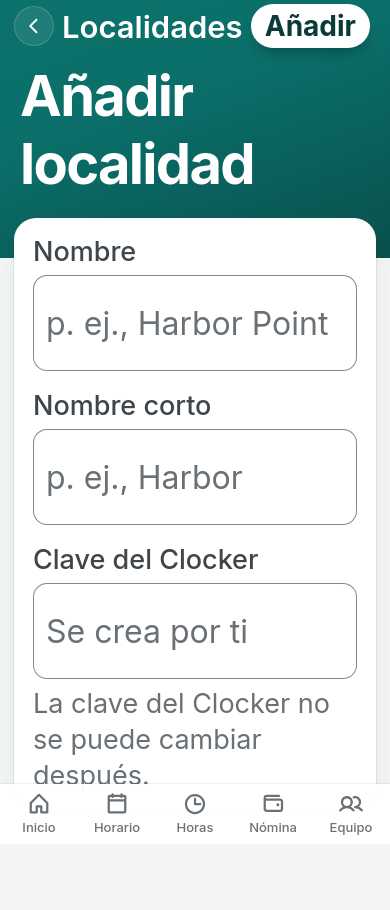 Localidades
Añadir
Añadir
localidad
Nombre
p. ej., Harbor Point
Nombre corto
p. ej., Harbor
Clave del Clocker
Se crea por ti
La clave del Clocker no
se puede cambiar
después.
Inicio
Horario
Horas
Nómina
Equipo